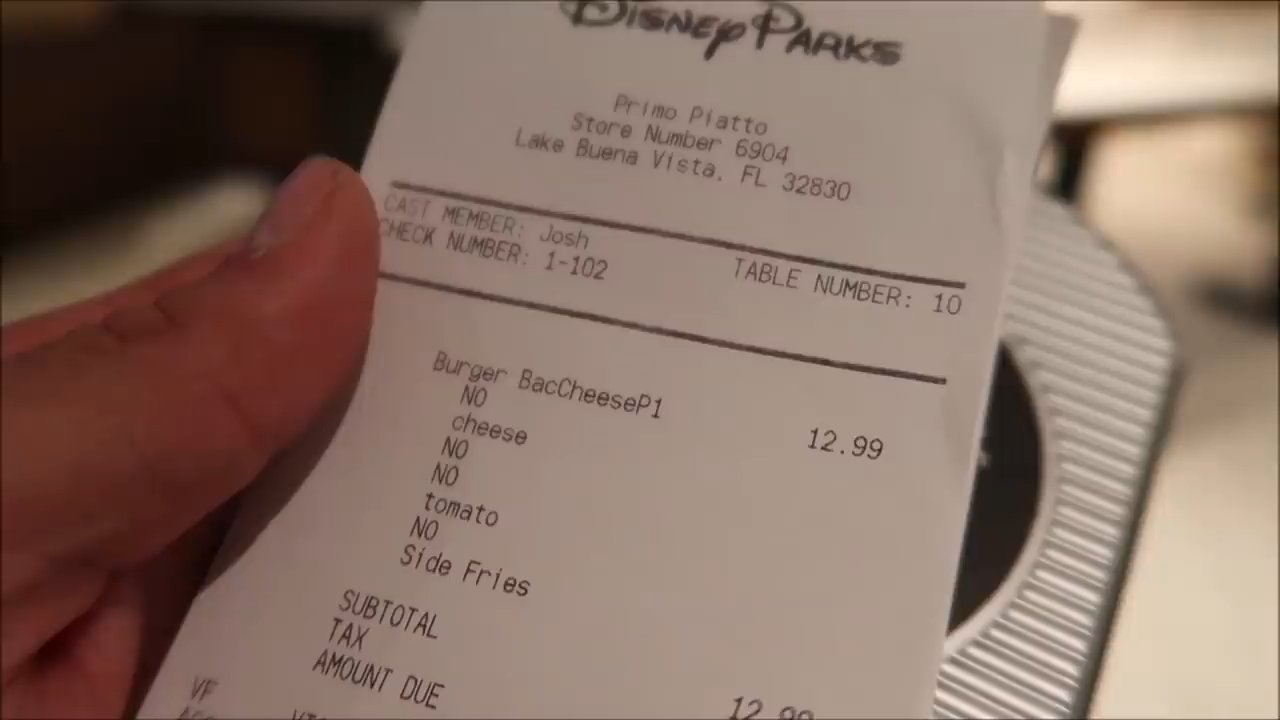 Disney Parks
Primo Piatto
Store Number 6904
Lake Buena Vista, FL 32830
CAST MEMBER: Josh
CHECK NUMBER: 1-102 TABLE NUMBER: 10
Burger BacCheeseP1 12.99
NO
cheese
NO
NO
tomato
NO
Side Fries
SUBTOTAL 12.99
TAX
AMOUNT DUE